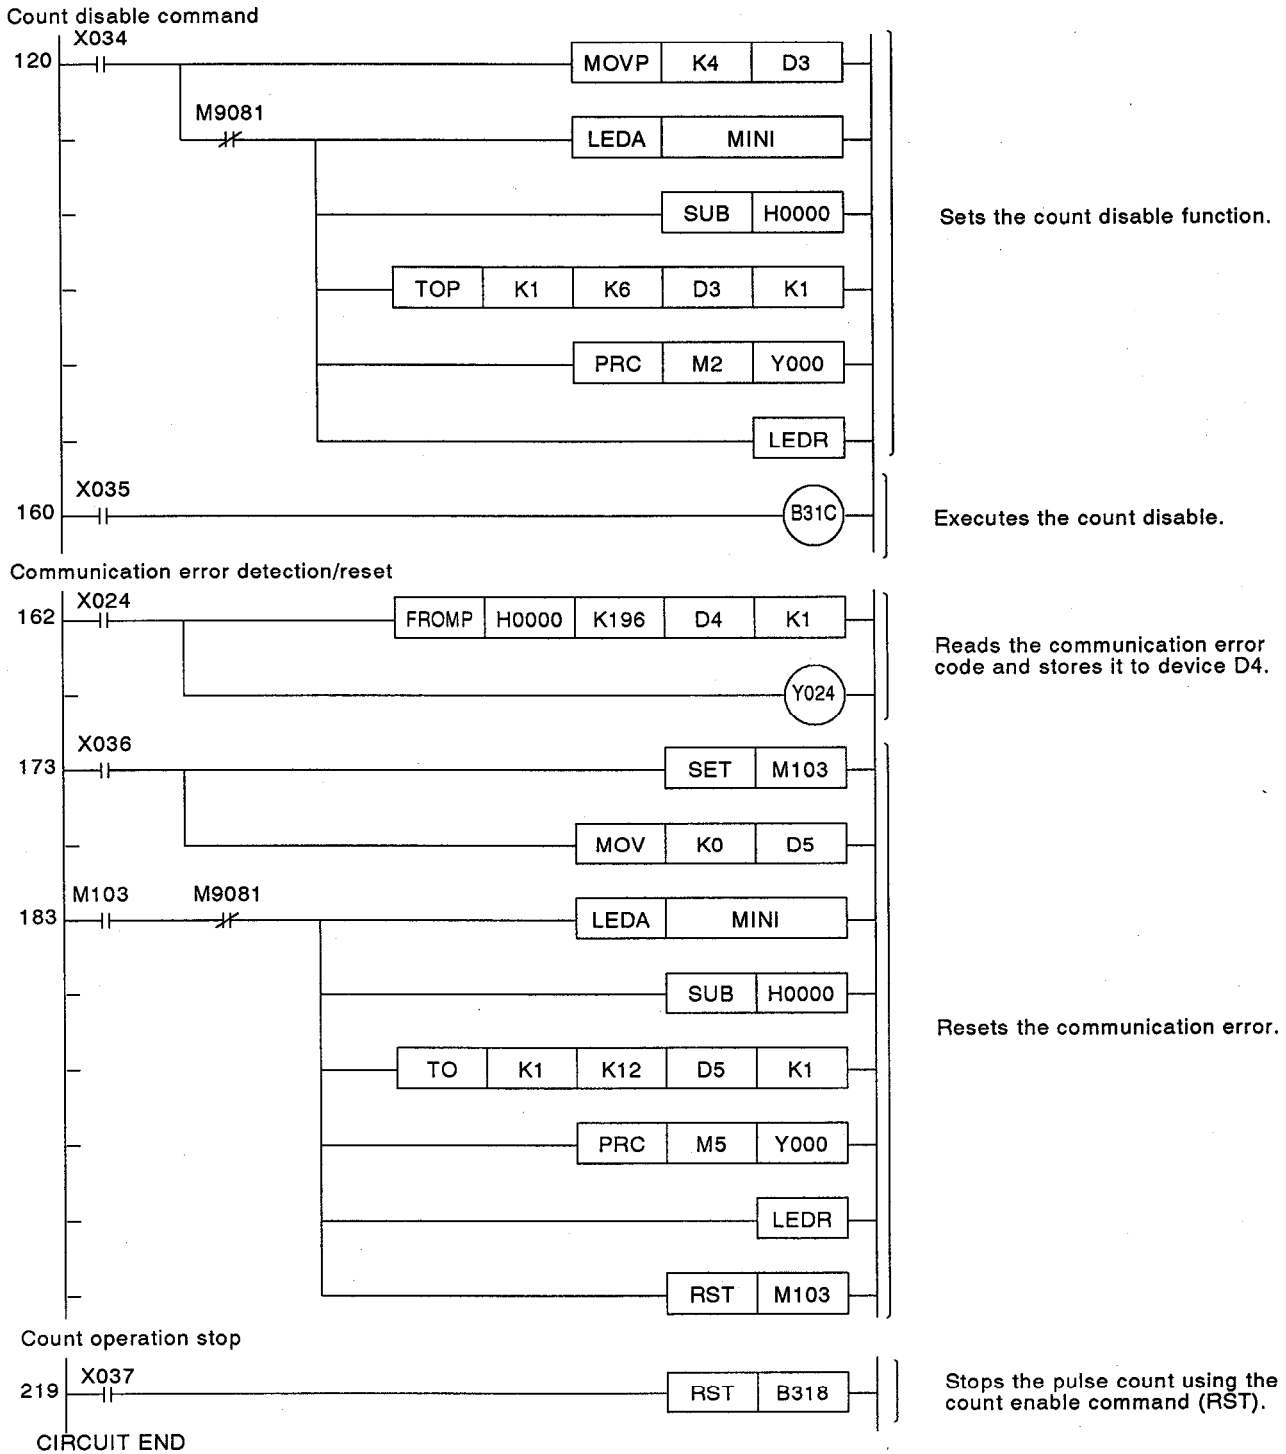 Count disable command
X034
120 MOVP K4 D3
M9081
LEDA MINI
SUB H0000
Sets the count disable function.
TOP K1 K6 D3 K1
PRC M2 Y000
LEDR
X035
160 B31C
Executes the count disable.
Communication error detection/reset
X024
162 FROMP H0000 K196 D4 K1
Reads the communication error
code and stores it to device D4.
Y024
X036
173 SET M103
MOV K0 D5
M103 M9081
183 LEDA MINI
SUB H0000
Resets the communication error.
TO K1 K12 D5 K1
PRC M5 Y000
LEDR
RST M103
Count operation stop
X037
219 RST B318
Stops the pulse count using the
count enable command (RST).
CIRCUIT END